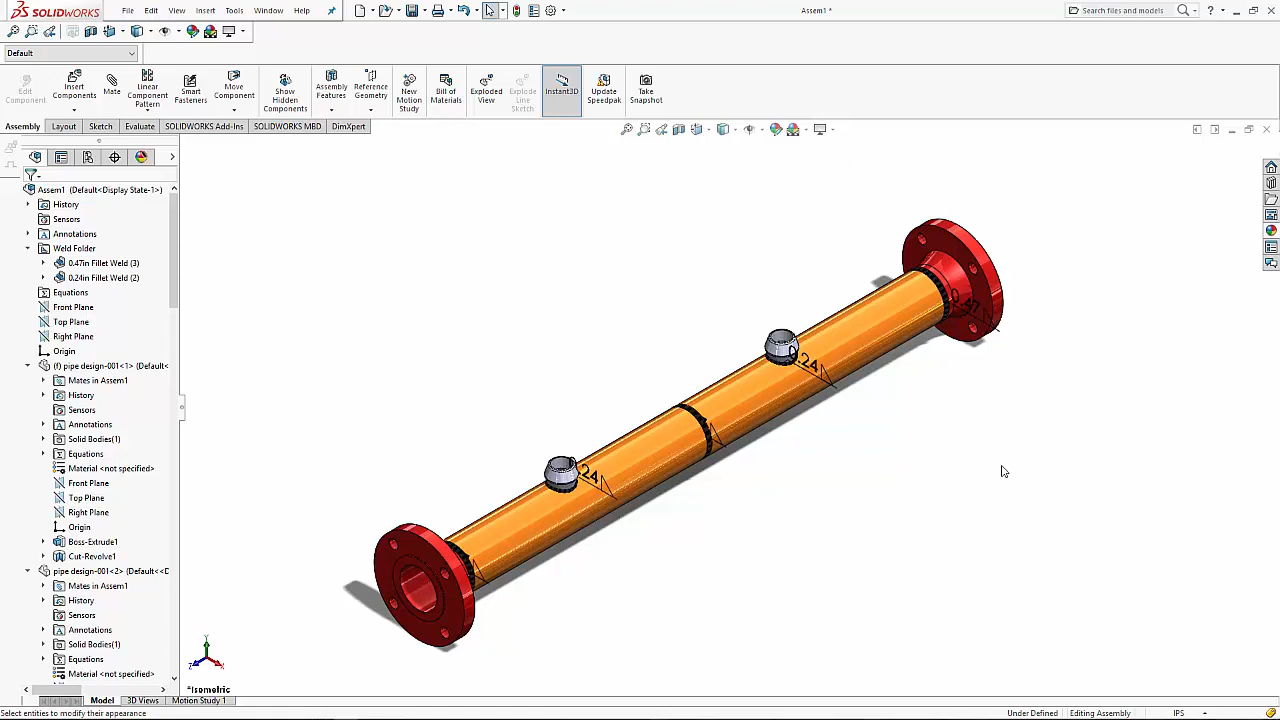 SOLIDWORKS File Edit View Insert Tools Window Help Assem1 * Search files and models ?
Default
Edit Component
Insert Components
Mate
Linear Component Pattern
Smart Fasteners
Move Component
Show Hidden Components
Assembly Features
Reference Geometry
New Motion Study
Bill of Materials
Exploded View
Explode Line Sketch
Instant3D
Update Speedpak
Take Snapshot
Assembly Layout Sketch Evaluate SOLIDWORKS Add-Ins SOLIDWORKS MBD DimXpert
Assem1 (Default<Display State-1>)
History
Sensors
Annotations
Weld Folder
0.47in Fillet Weld (3)
0.24in Fillet Weld (2)
Equations
Front Plane
Top Plane
Right Plane
Origin
(f) pipe design-001<1> (Default<
Mates in Assem1
History
Sensors
Annotations
Solid Bodies(1)
Equations
Material <not specified>
Front Plane
Top Plane
Right Plane
Origin
Boss-Extrude1
Cut-Revolve1
pipe design-001<2> (Default<<D
Mates in Assem1
History
Sensors
Annotations
Solid Bodies(1)
Equations
Material <not specified>
0.47
0.24
24
Y
Z X
*Isometric
Model 3D Views Motion Study 1
Select entities to modify their appearance Under Defined Editing Assembly IPS